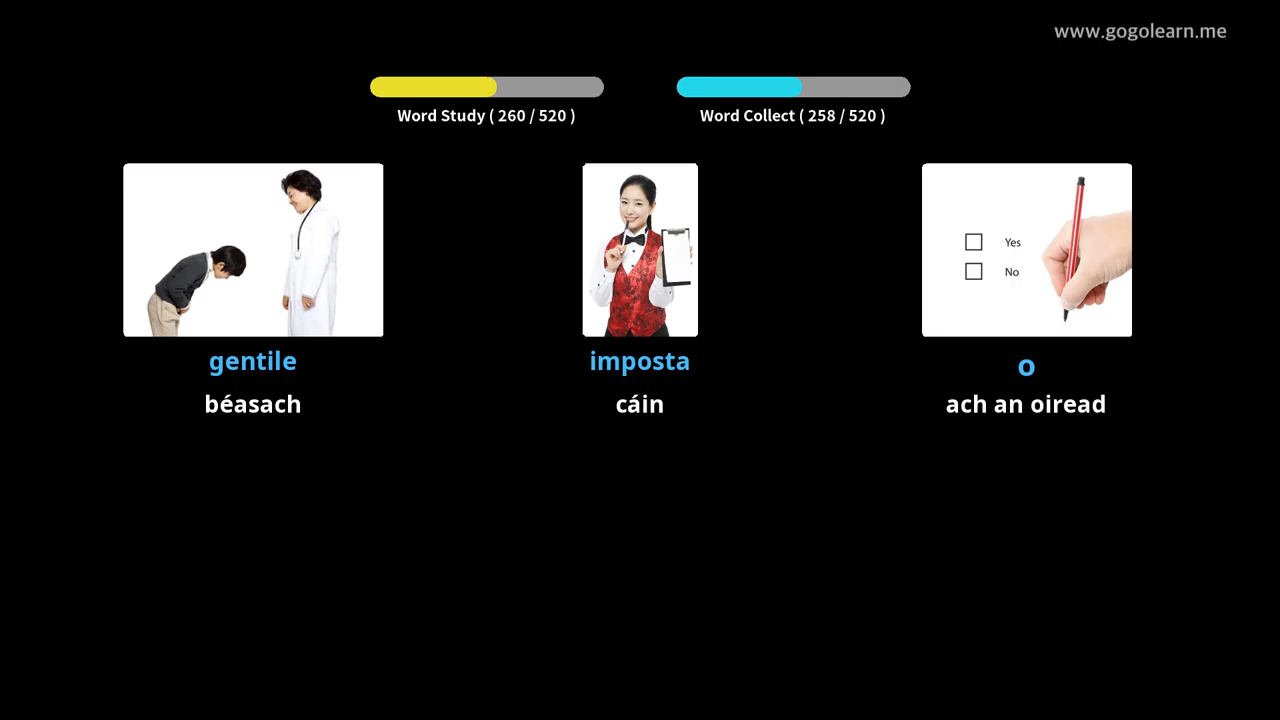 www.gogolearn.me
Word Study ( 260 / 520 )
Word Collect ( 258 / 520 )
Yes
No
gentile
imposta
o
béasach
cáin
ach an oiread